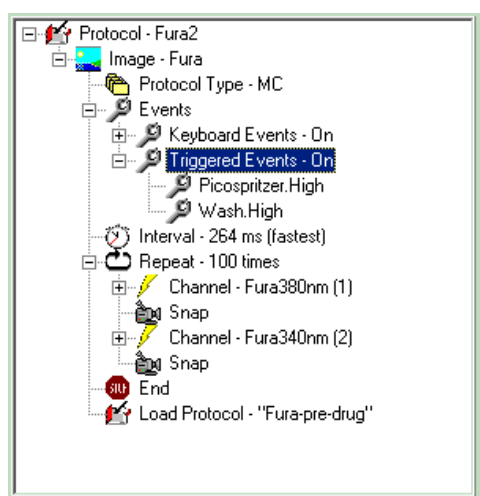 Protocol - Fura2
Image - Fura
Protocol Type - MC
Events
Keyboard Events - On
Triggered Events - On
Picospritzer.High
Wash.High
Interval - 264 ms (fastest)
Repeat - 100 times
Channel - Fura380nm (1)
Snap
Channel - Fura340nm (2)
Snap
End
Load Protocol - "Fura-pre-drug"